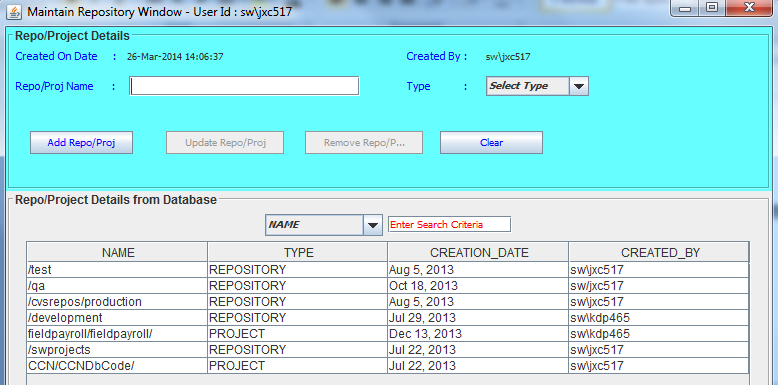 Maintain Repository Window - User Id : sw\jxc517
Repo/Project Details
Created On Date : 26-Mar-2014 14:06:37 Created By : sw\jxc517
Repo/Proj Name : Type : Select Type
Add Repo/Proj Update Repo/Proj Remove Repo/P... Clear
Repo/Project Details from Database
NAME Enter Search Criteria
NAME TYPE CREATION_DATE CREATED_BY
/test REPOSITORY Aug 5, 2013 sw\jxc517
/qa REPOSITORY Oct 18, 2013 sw\jxc517
/cvsrepos/production REPOSITORY Aug 5, 2013 sw\jxc517
/development REPOSITORY Jul 29, 2013 sw\kdp465
fieldpayroll/fieldpayroll/ PROJECT Dec 13, 2013 sw\kdp465
/swprojects REPOSITORY Jul 22, 2013 sw\jxc517
CCN/CCNDbCode/ PROJECT Jul 22, 2013 sw\jxc517